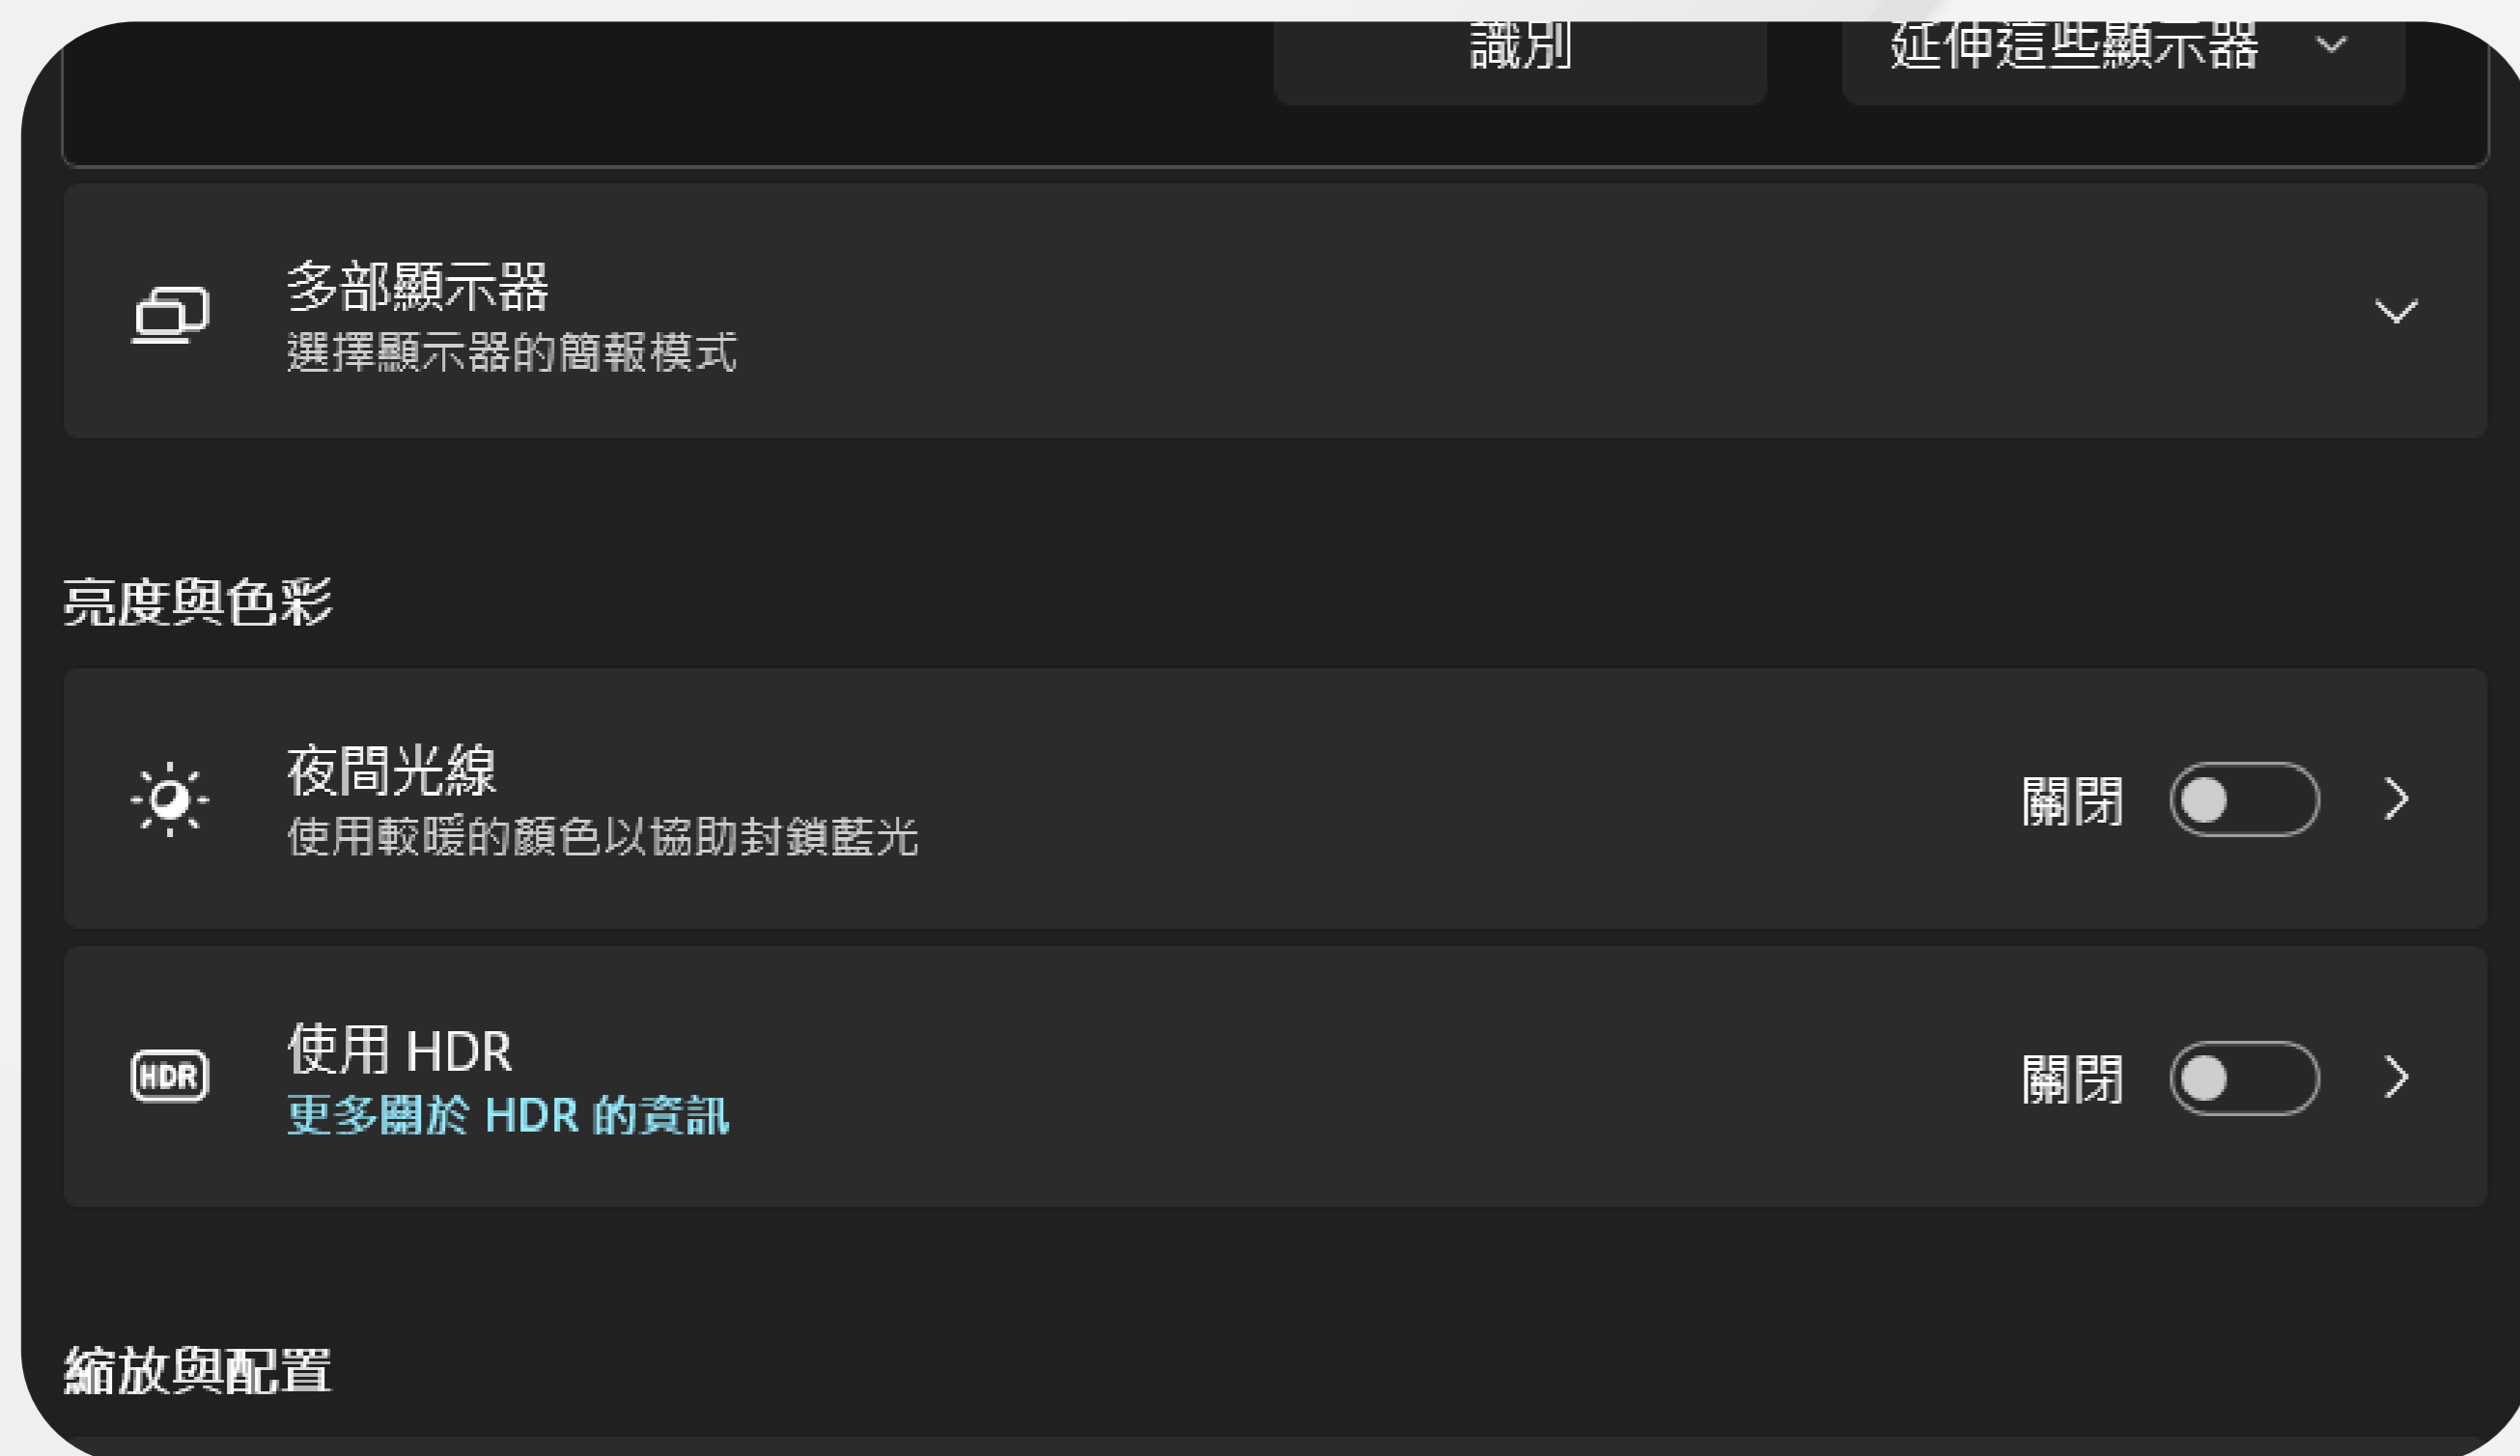 識別
延伸這些顯示器
多部顯示器
選擇顯示器的簡報模式
亮度與色彩
夜間光線
使用較暖的顏色以協助封鎖藍光
關閉
HDR
使用 HDR
更多關於 HDR 的資訊
關閉
縮放與配置